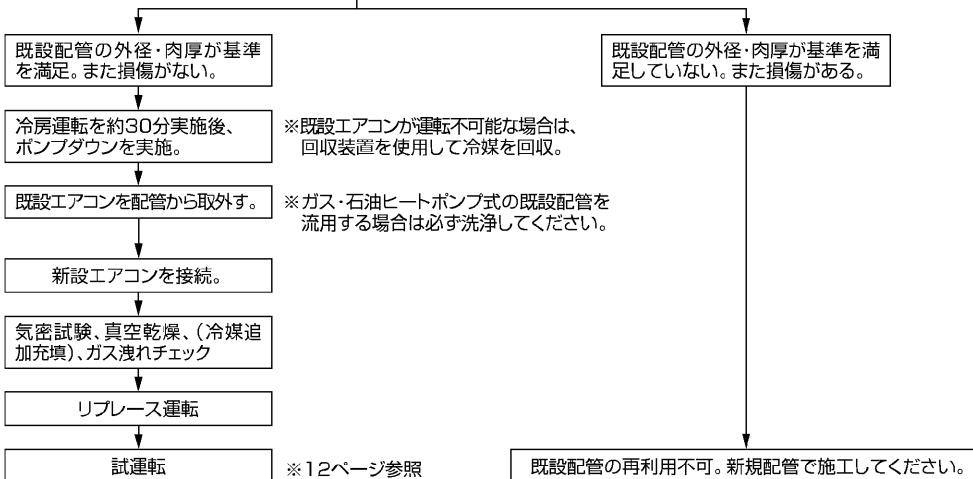 既設配管の外径・肉厚が基準
を満足。また損傷がない。
既設配管の外径・肉厚が基準を満
足していない。また損傷がある。
冷房運転を約30分実施後、
ポンプダウンを実施。
※既設エアコンが運転不可能な場合は、
回収装置を使用して冷媒を回収。
既設エアコンを配管から取外す。
※ガス・石油ヒートポンプ式の既設配管を
流用する場合は必ず洗浄してください。
新設エアコンを接続。
気密試験、真空乾燥、(冷媒追
加充填)、ガス洩れチェック
リプレース運転
試運転
※12ページ参照
既設配管の再利用不可。新規配管で施工してください。